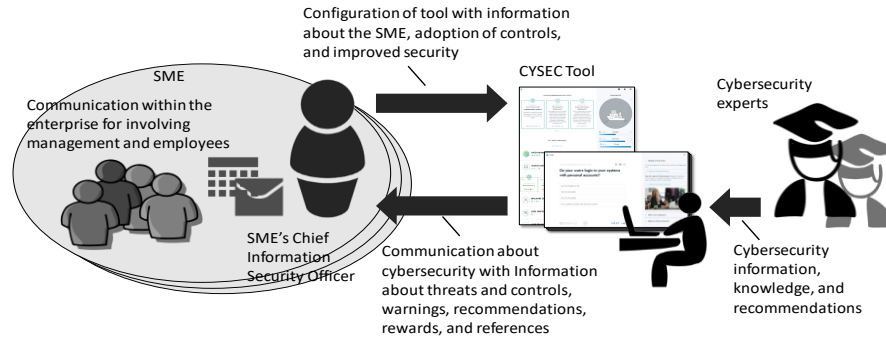 Configuration of tool with information
about the SME, adoption of controls,
and improved security
SME
CYSEC Tool
Communication within the
enterprise for involving
management and employees
Cybersecurity
experts
Do your users login to your systems
with personal accounts?
SME's Chief
Information
Security Officer
Communication about
cybersecurity with Information
about threats and controls,
warnings, recommendations,
rewards, and references
Cybersecurity
information,
knowledge, and
recommendations